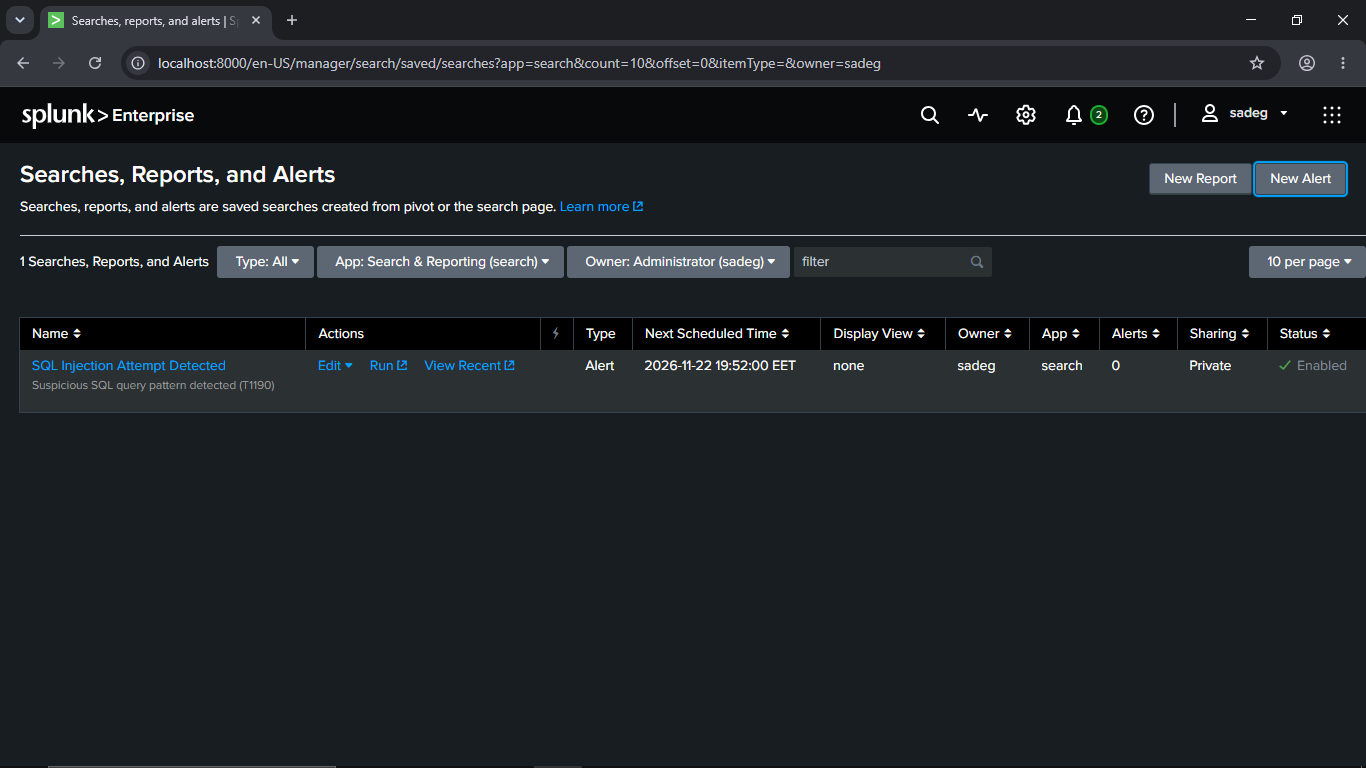 Searches, reports, and alerts | S
localhost:8000/en-US/manager/search/saved/searches?app=search&count=10&offset=0&itemType=&owner=sadeg
splunk> Enterprise
2
sadeg
Searches, Reports, and Alerts
New Report
New Alert
Searches, reports, and alerts are saved searches created from pivot or the search page. Learn more
1 Searches, Reports, and Alerts
Type: All
App: Search & Reporting (search)
Owner: Administrator (sadeg)
filter
10 per page
Name Actions Type Next Scheduled Time Display View Owner App Alerts Sharing Status
SQL Injection Attempt Detected Edit Run View Recent Alert 2026-11-22 19:52:00 EET none sadeg search 0 Private Enabled
Suspicious SQL query pattern detected (T1190)